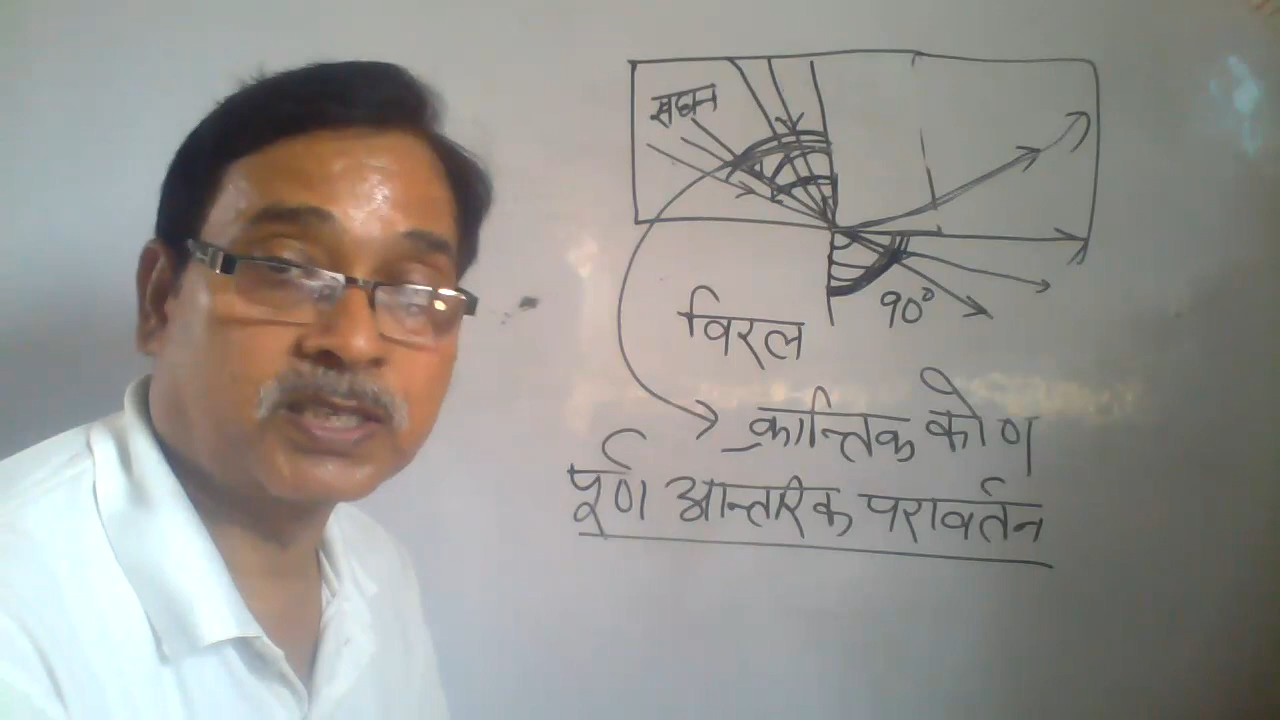 सघन
विरल
90°
क्रान्तिक कोण
पूर्ण आन्तरिक परावर्तन